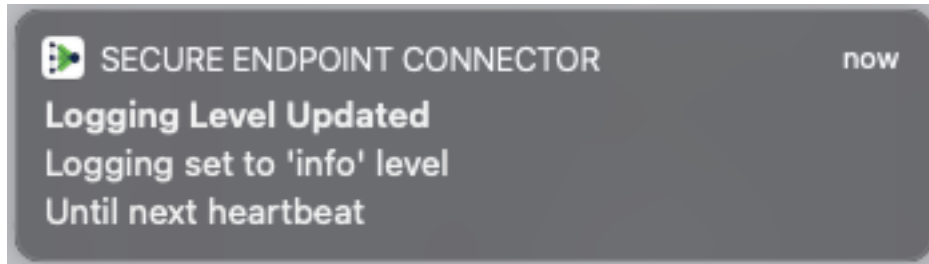 SECURE ENDPOINT CONNECTOR now
Logging Level Updated
Logging set to 'info' level
Until next heartbeat